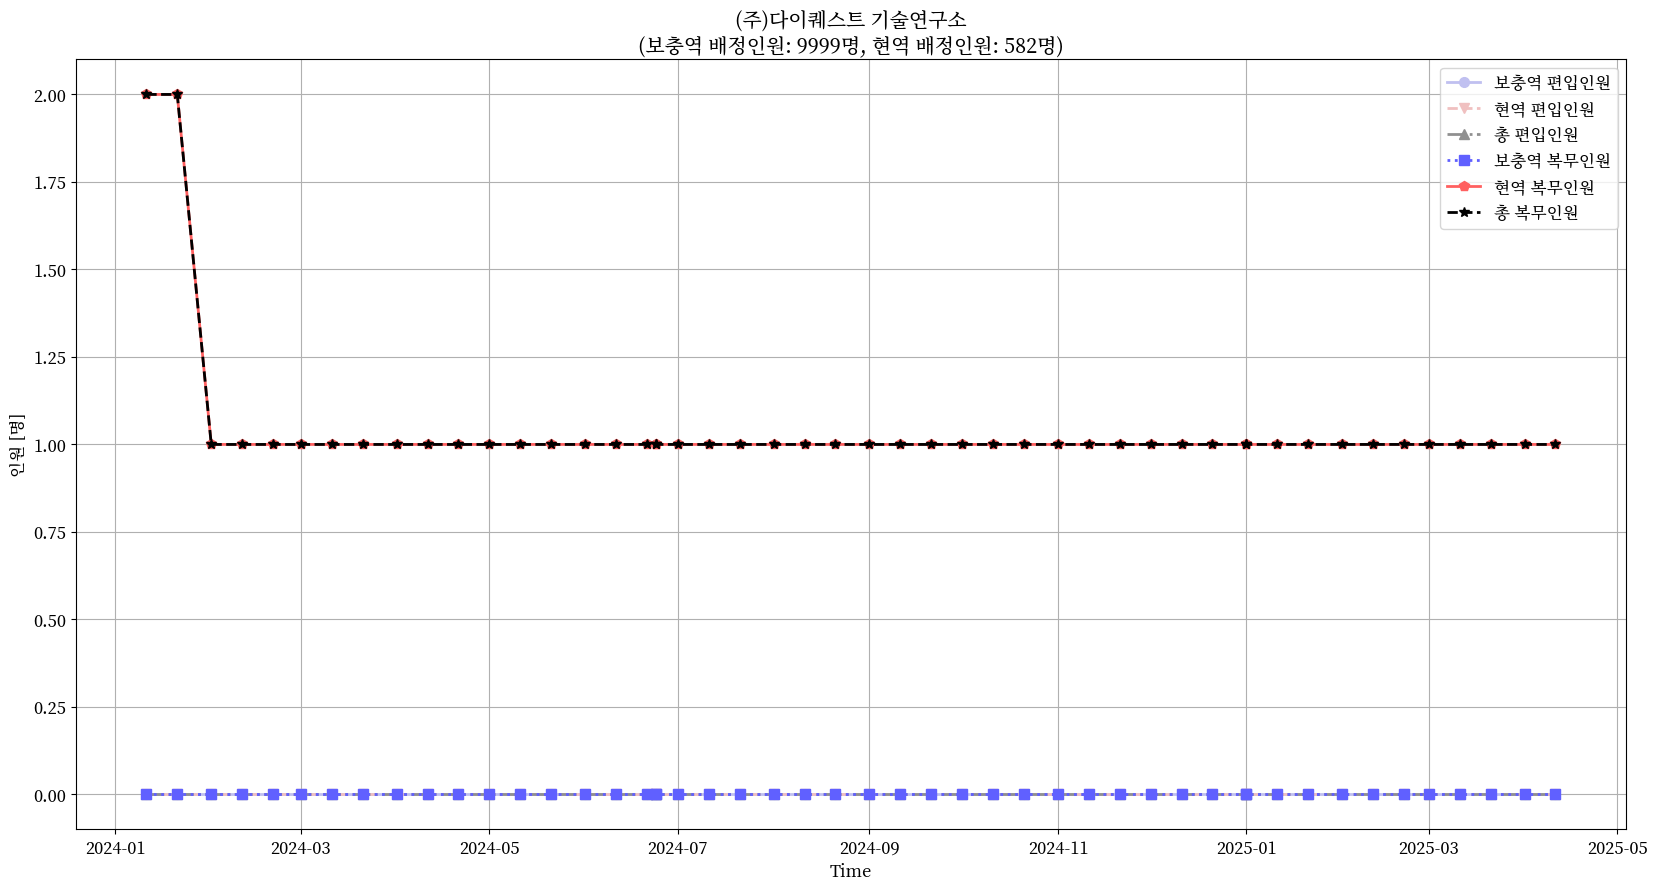 (주)다이퀘스트 기술연구소
(보충역 배정인원: 9999명, 현역 배정인원: 582명)
보충역 편입인원
현역 편입인원
총 편입인원
보충역 복무인원
현역 복무인원
총 복무인원
2.00
1.75
1.50
1.25
1.00
0.75
0.50
0.25
0.00
인원 [명]
2024-01
2024-03
2024-05
2024-07
2024-09
2024-11
2025-01
2025-03
2025-05
Time